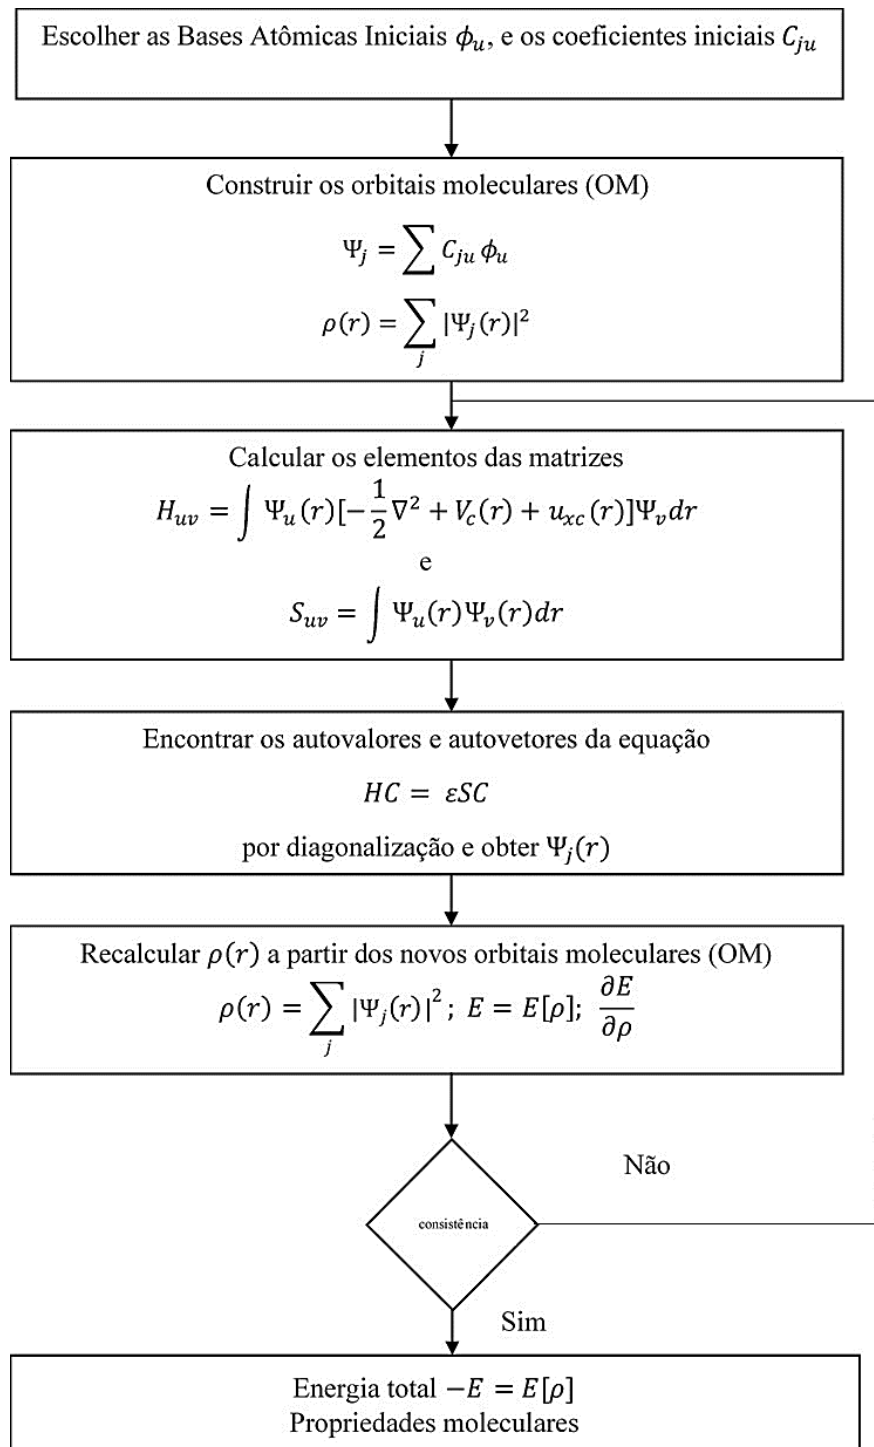 Escolher as Bases Atômicas Iniciais ϕ_u, e os coeficientes iniciais C_ju
Construir os orbitais moleculares (OM)
Ψ_j = ∑ C_ju ϕ_u
ρ(r) = ∑_j |Ψ_j(r)|²
Calcular os elementos das matrizes
H_uv = ∫ Ψ_u(r)[−1/2 ∇² + V_c(r) + u_xc(r)]Ψ_v dr
e
S_uv = ∫ Ψ_u(r)Ψ_v(r)dr
Encontrar os autovalores e autovetores da equação
HC = εSC
por diagonalização e obter Ψ_j(r)
Recalcular ρ(r) a partir dos novos orbitais moleculares (OM)
ρ(r) = ∑_j |Ψ_j(r)|² ; E = E[ρ]; ∂E/∂ρ
Não
consistência
Sim
Energia total −E = E[ρ]
Propriedades moleculares